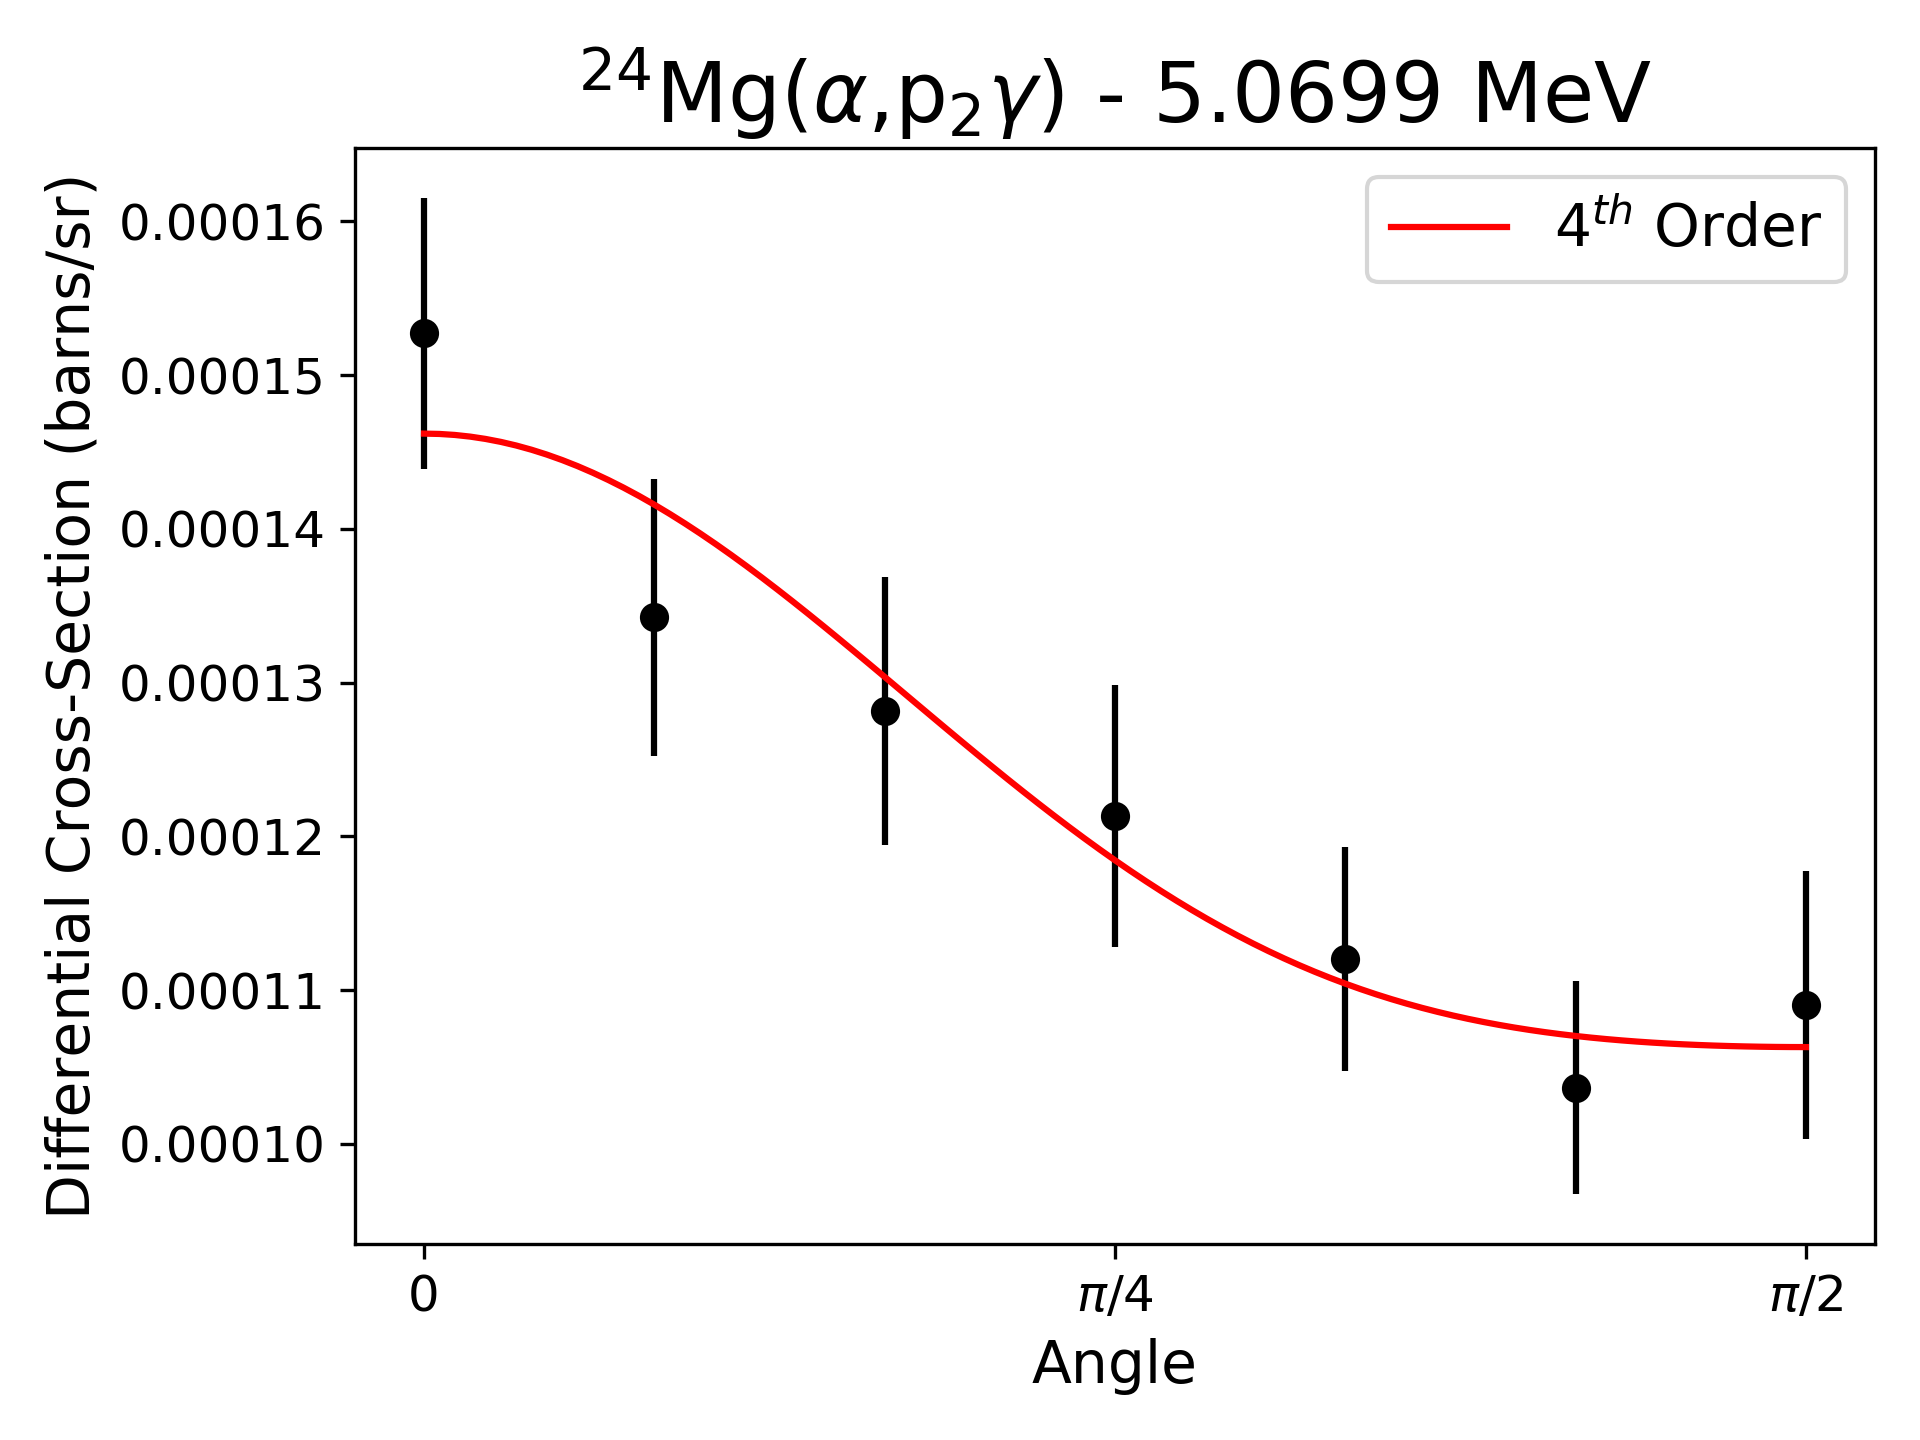 ²⁴Mg(α,p₂γ) - 5.0699 MeV
4ᵗʰ Order
Differential Cross-Section (barns/sr)
0.00016
0.00015
0.00014
0.00013
0.00012
0.00011
0.00010
0 π/4 π/2
Angle